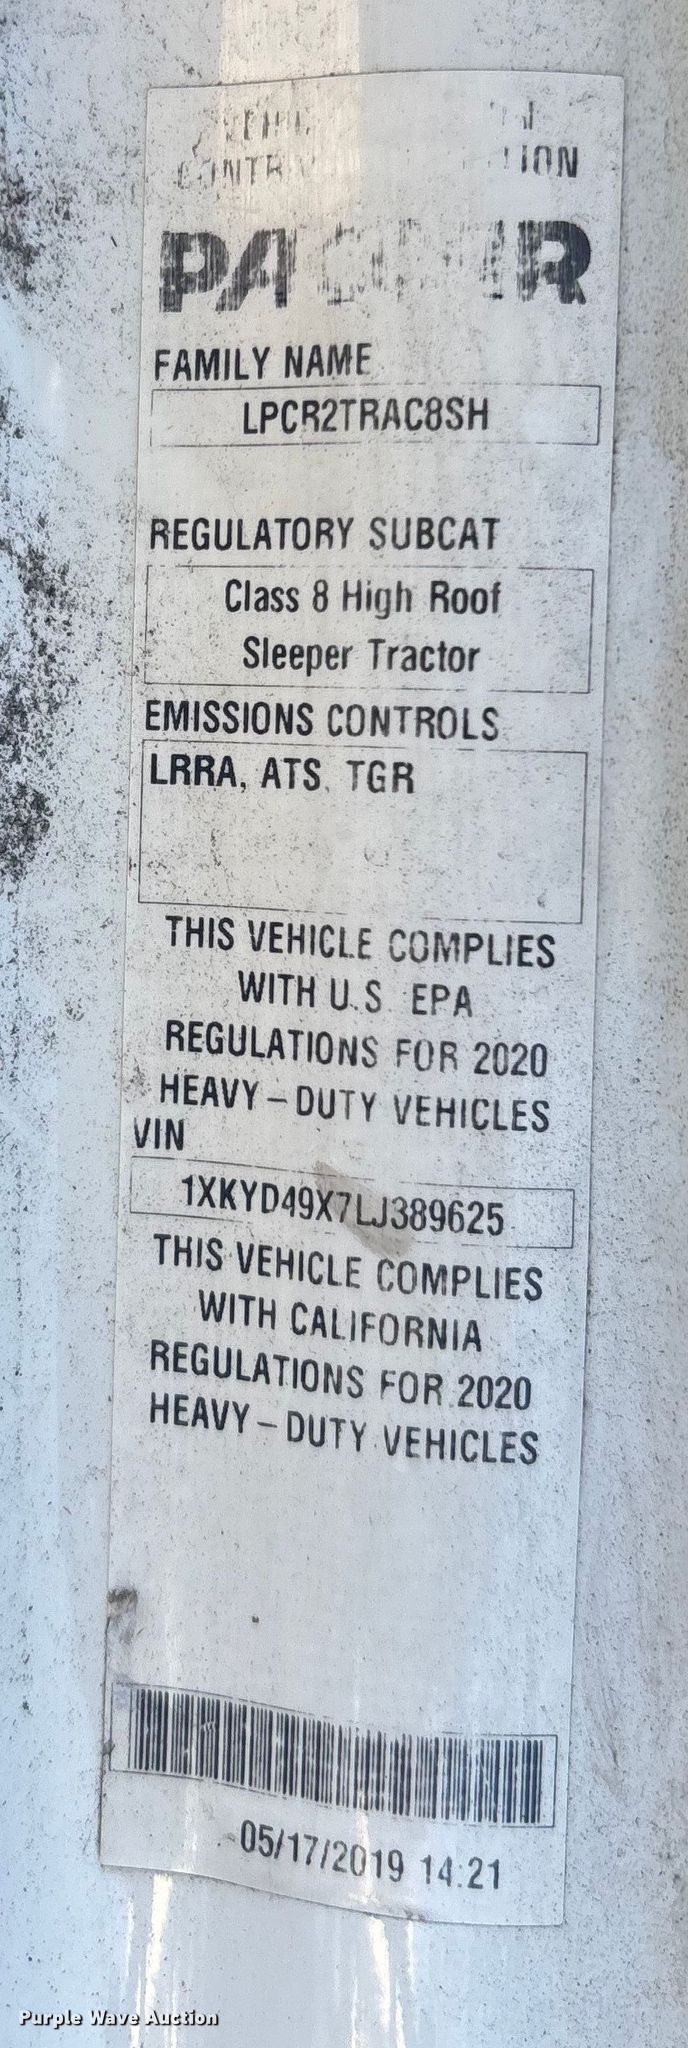 PACCAR
FAMILY NAME
LPCR2TRAC8SH
REGULATORY SUBCAT
Class 8 High Roof
Sleeper Tractor
EMISSIONS CONTROLS
LRRA, ATS, TGR
THIS VEHICLE COMPLIES
WITH U.S. EPA
REGULATIONS FOR 2020
HEAVY-DUTY VEHICLES
VIN
1XKYD49X7LJ389625
THIS VEHICLE COMPLIES
WITH CALIFORNIA
REGULATIONS FOR 2020
HEAVY-DUTY VEHICLES
05/17/2019 14:21
Purple Wave Auction